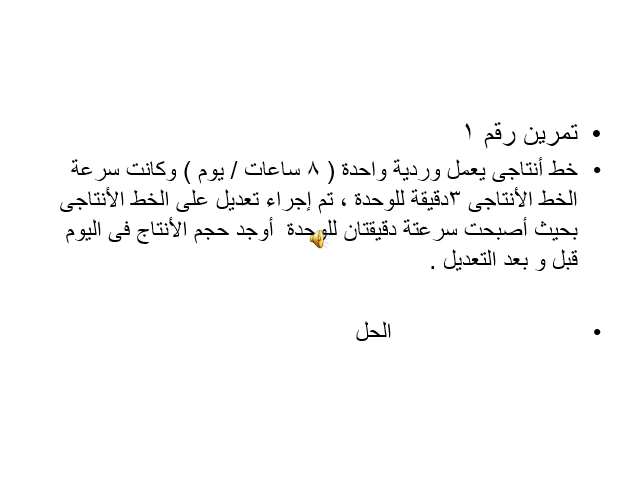 • تمرين رقم ١
• خط أنتاجى يعمل وردية واحدة ( ٨ ساعات / يوم ) وكانت سرعة
الخط الأنتاجى ٣دقيقة للوحدة ، تم إجراء تعديل على الخط الأنتاجى
بحيث أصبحت سرعتة دقيقتان للوحدة أوجد حجم الأنتاج فى اليوم
قبل و بعد التعديل .
• الحل